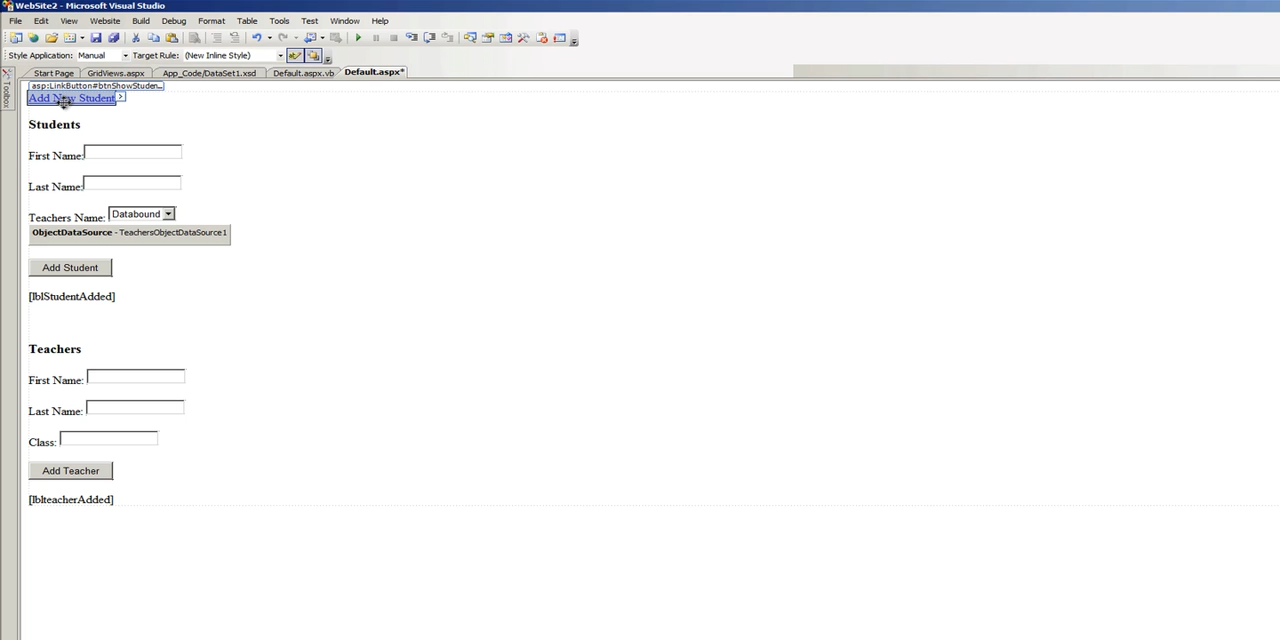 WebSite2 - Microsoft Visual Studio
File Edit View Website Build Debug Format Table Tools Test Window Help
Style Application: Manual Target Rule: (New Inline Style)
Start Page GridViews.aspx App_Code/DataSet1.xsd Default.aspx.vb Default.aspx*
Toolbox
asp:LinkButton#btnShowStuden...
Add New Student
Students
First Name:
Last Name:
Teachers Name: Databound
ObjectDataSource - TeachersObjectDataSource1
Add Student
[lblStudentAdded]
Teachers
First Name:
Last Name:
Class:
Add Teacher
[lblteacherAdded]